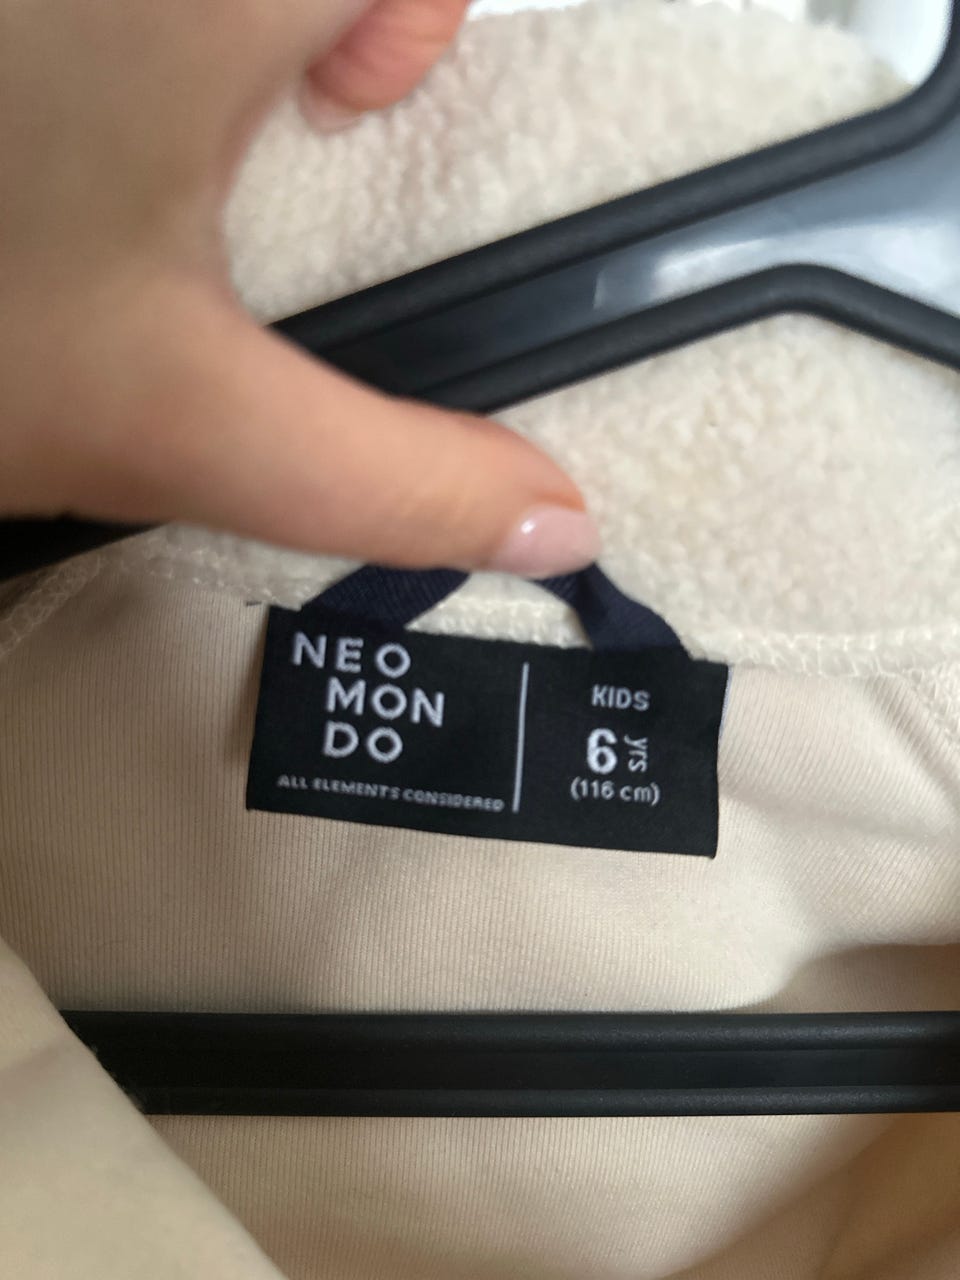 NEO
MON
DO
ALL ELEMENTS CONSIDERED
KIDS
6 yrs
(116 cm)